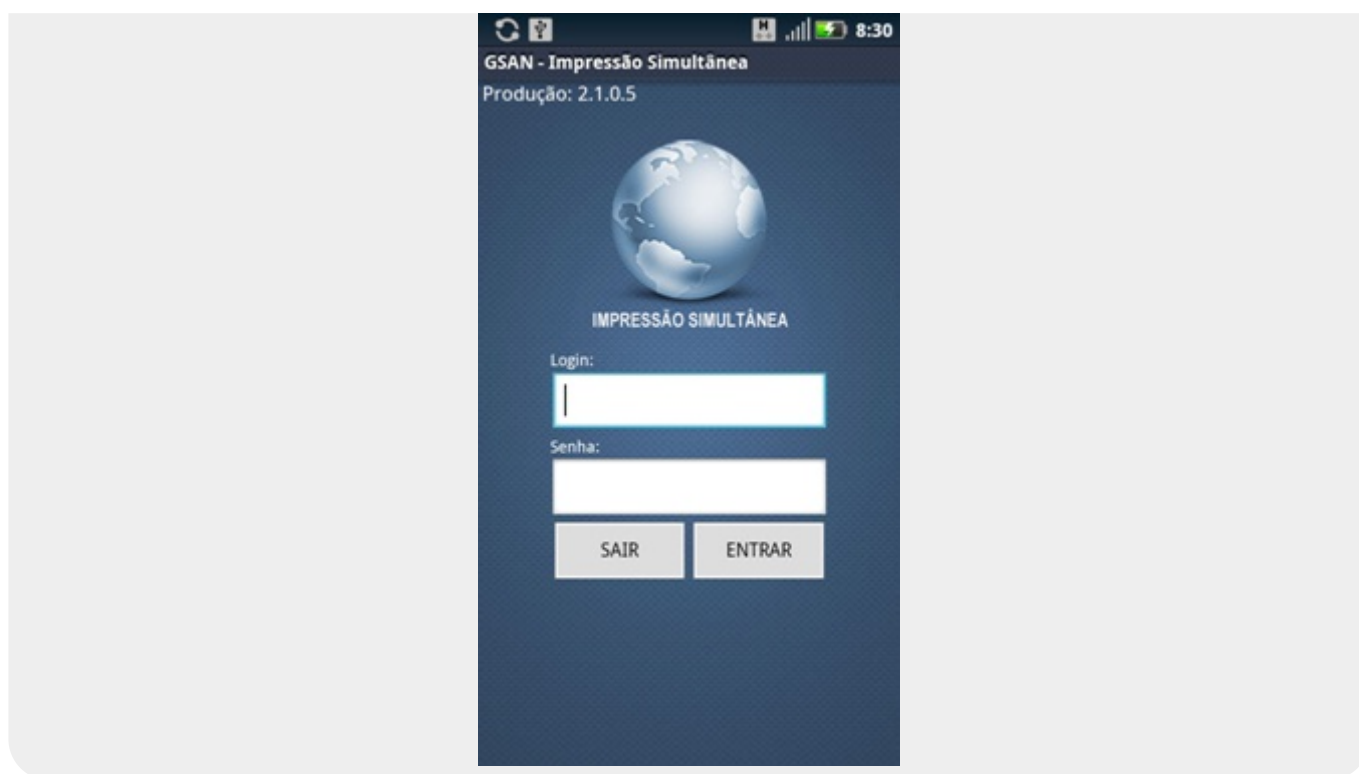 8:30
GSAN - Impressão Simultânea
Produção: 2.1.0.5
IMPRESSÃO SIMULTÂNEA
Login:
Senha:
SAIR ENTRAR